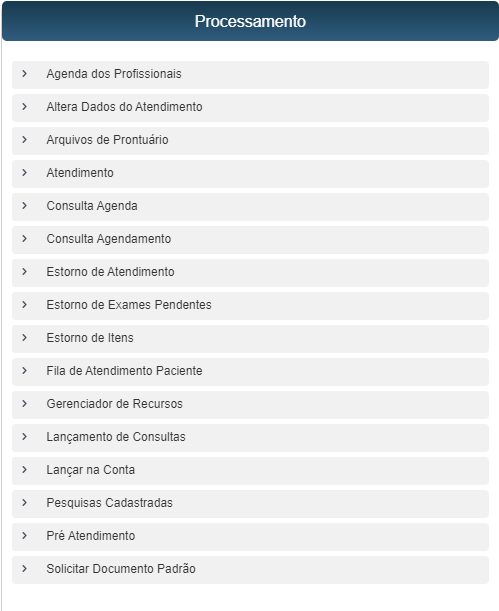 Processamento
Agenda dos Profissionais
Altera Dados do Atendimento
Arquivos de Prontuário
Atendimento
Consulta Agenda
Consulta Agendamento
Estorno de Atendimento
Estorno de Exames Pendentes
Estorno de Itens
Fila de Atendimento Paciente
Gerenciador de Recursos
Lançamento de Consultas
Lançar na Conta
Pesquisas Cadastradas
Pré Atendimento
Solicitar Documento Padrão